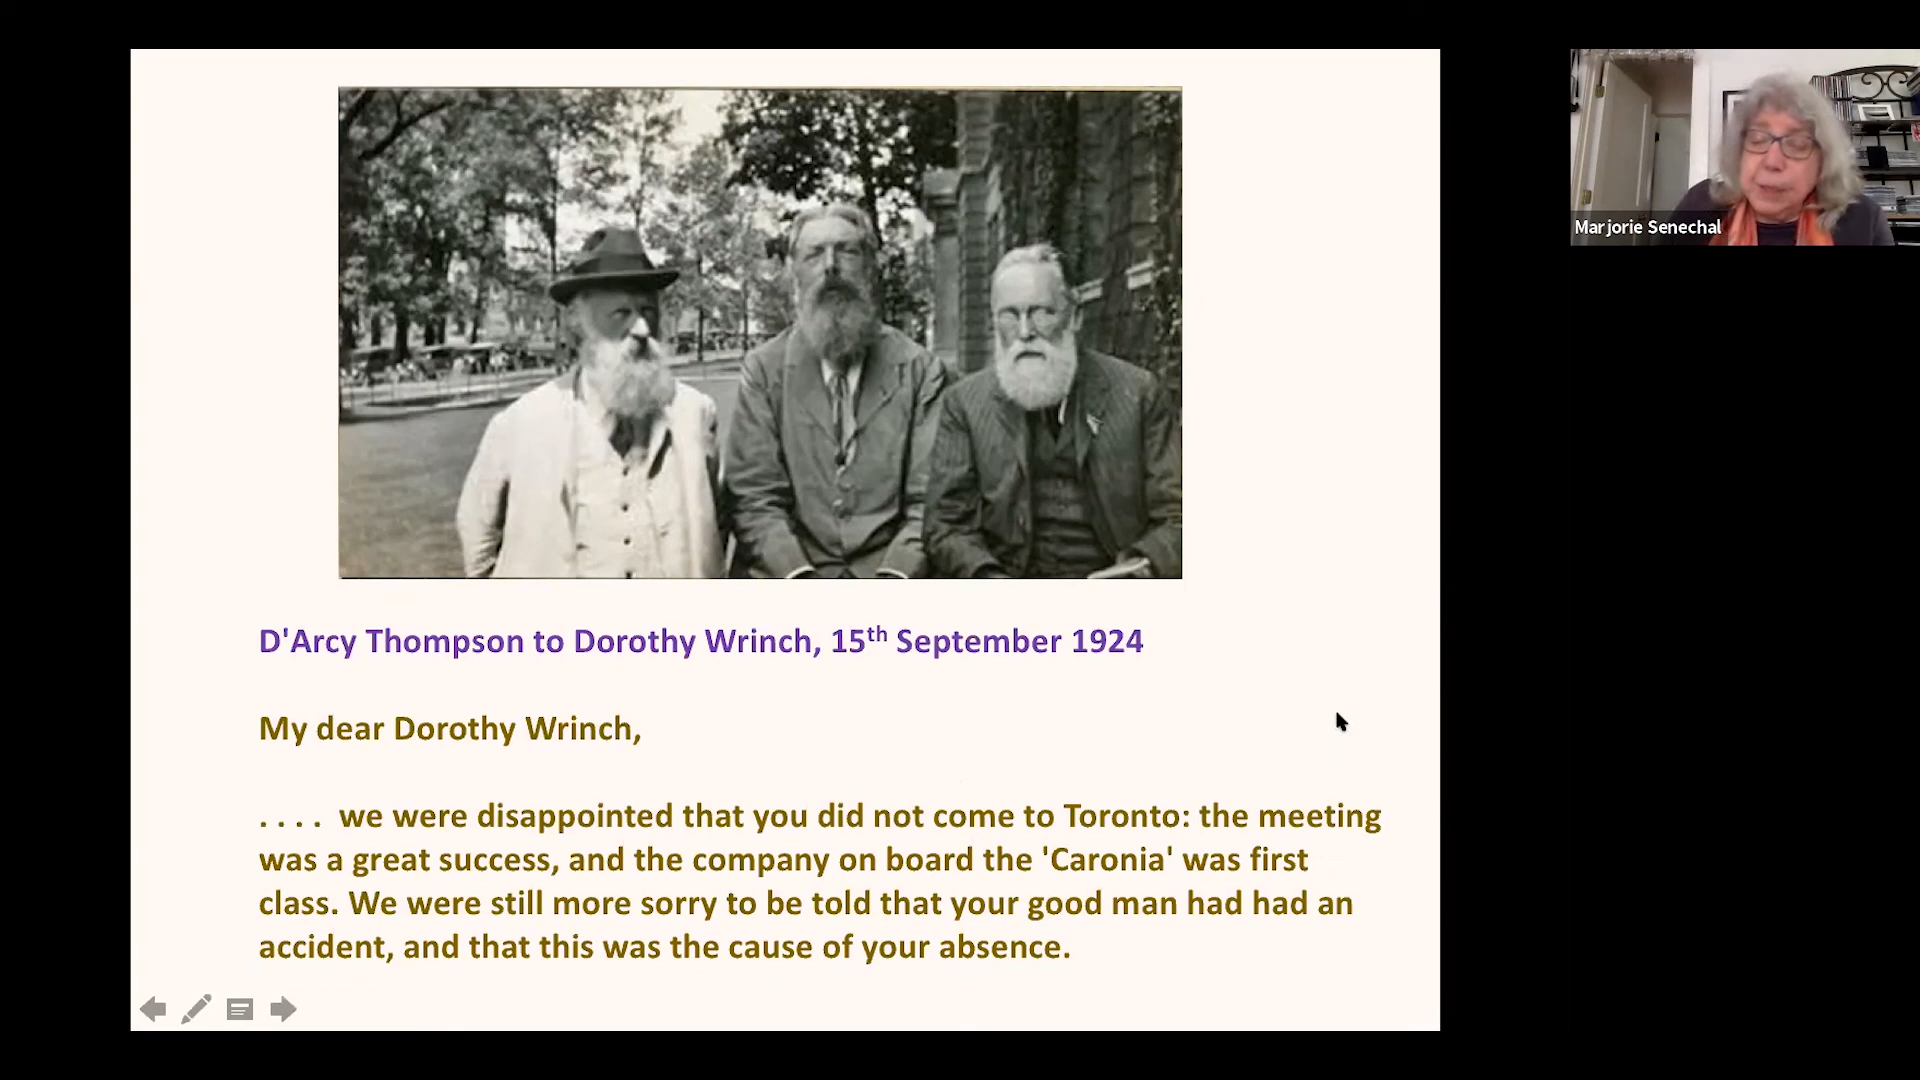 Marjorie Senechal
D'Arcy Thompson to Dorothy Wrinch, 15th September 1924
My dear Dorothy Wrinch,
. . . . we were disappointed that you did not come to Toronto: the meeting
was a great success, and the company on board the 'Caronia' was first
class. We were still more sorry to be told that your good man had had an
accident, and that this was the cause of your absence.